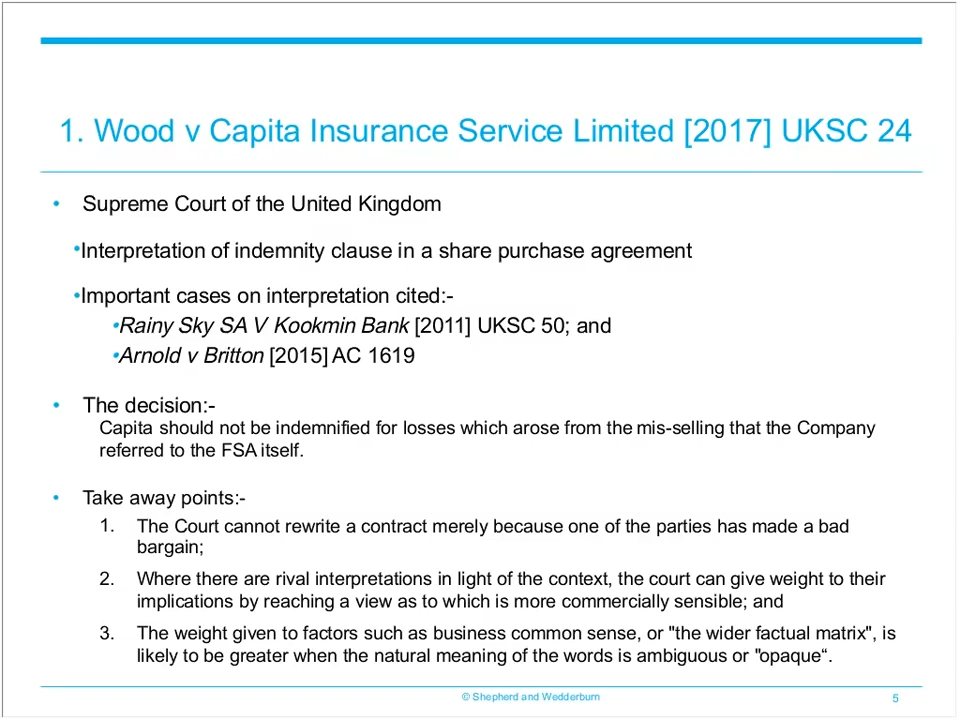 1. Wood v Capita Insurance Service Limited [2017] UKSC 24
• Supreme Court of the United Kingdom
•Interpretation of indemnity clause in a share purchase agreement
•Important cases on interpretation cited:-
•Rainy Sky SA V Kookmin Bank [2011] UKSC 50; and
•Arnold v Britton [2015] AC 1619
• The decision:-
Capita should not be indemnified for losses which arose from the mis-selling that the Company
referred to the FSA itself.
• Take away points:-
1. The Court cannot rewrite a contract merely because one of the parties has made a bad
bargain;
2. Where there are rival interpretations in light of the context, the court can give weight to their
implications by reaching a view as to which is more commercially sensible; and
3. The weight given to factors such as business common sense, or "the wider factual matrix", is
likely to be greater when the natural meaning of the words is ambiguous or "opaque“.
© Shepherd and Wedderburn
5